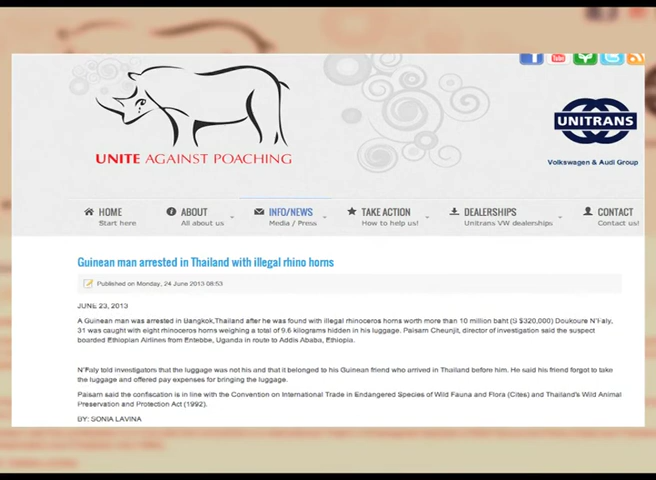 UNITE AGAINST POACHING
UNITRANS
Volkswagen & Audi Group
HOME
Start here
ABOUT
All about us
INFO/NEWS
Media / Press
TAKE ACTION
How to help us!
DEALERSHIPS
Unitrans VW dealerships
CONTACT
Contact us!
Guinean man arrested in Thailand with illegal rhino horns
Published on Monday, 24 June 2013 08:53
JUNE 23, 2013
A Guinean man was arrested in Bangkok,Thailand after he was found with illegal rhinoceros horns worth more than 10 million baht (S $320,000) Doukoure N'Faly,
31 was caught with eight rhinoceros horns weighing a total of 9.6 kilograms hidden in his luggage. Paisam Cheunjit, director of investigation said the suspect
boarded Ethiopian Airlines from Entebbe, Uganda in route to Addis Ababa, Ethiopia.
N'Faly told investigators that the luggage was not his and that it belonged to his Guinean friend who arrived in Thailand before him. He said his friend forgot to take
the luggage and offered pay expenses for bringing the luggage.
Paisam said the confiscation is in line with the Convention on International Trade in Endangered Species of Wild Fauna and Flora (Cites) and Thailand's Wild Animal
Preservation and Protection Act (1992).
BY: SONIA LAVINA